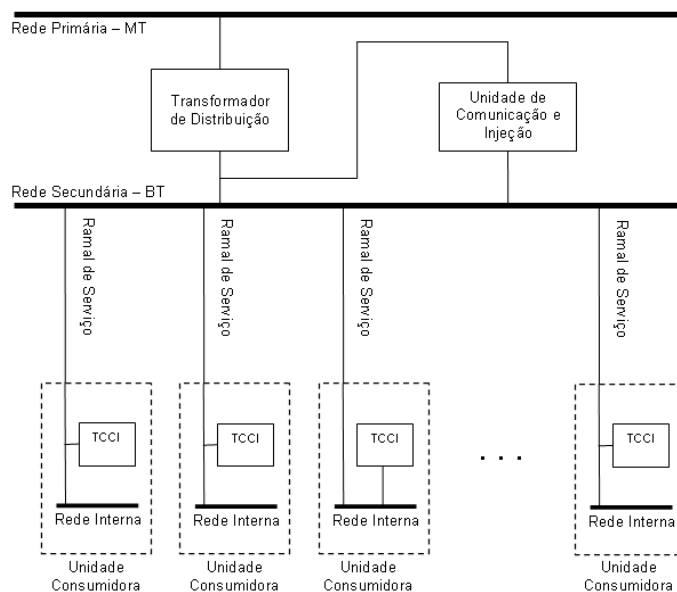 Rede Primária – MT
Transformador
de Distribuição
Unidade de
Comunicação e
Injeção
Rede Secundária – BT
Ramal de Serviço
Ramal de Serviço
Ramal de Serviço
Ramal de Serviço
TCCI
TCCI
TCCI
. . .
TCCI
Rede Interna
Rede Interna
Rede Interna
Rede Interna
Unidade
Consumidora
Unidade
Consumidora
Unidade
Consumidora
Unidade
Consumidora